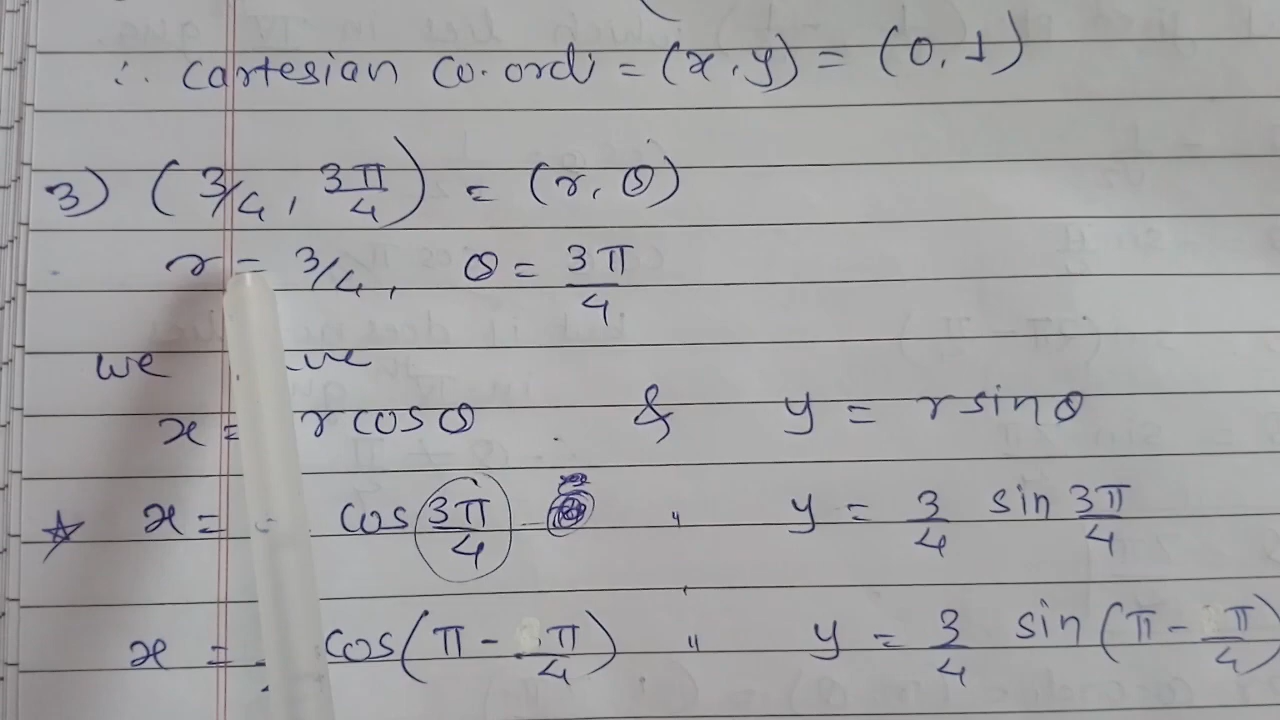 ∴ Cartesian Co.ordi = (x, y) = (0, 1)
3) (3/4, 3π/4) = (r, θ)
r = 3/4, θ = 3π/4
we ve
x = r cos θ & y = r sin θ
☆ x = cos 3π/4 " y = 3/4 sin 3π/4
x = cos(π - π/4) " y = 3/4 sin(π - π/4)